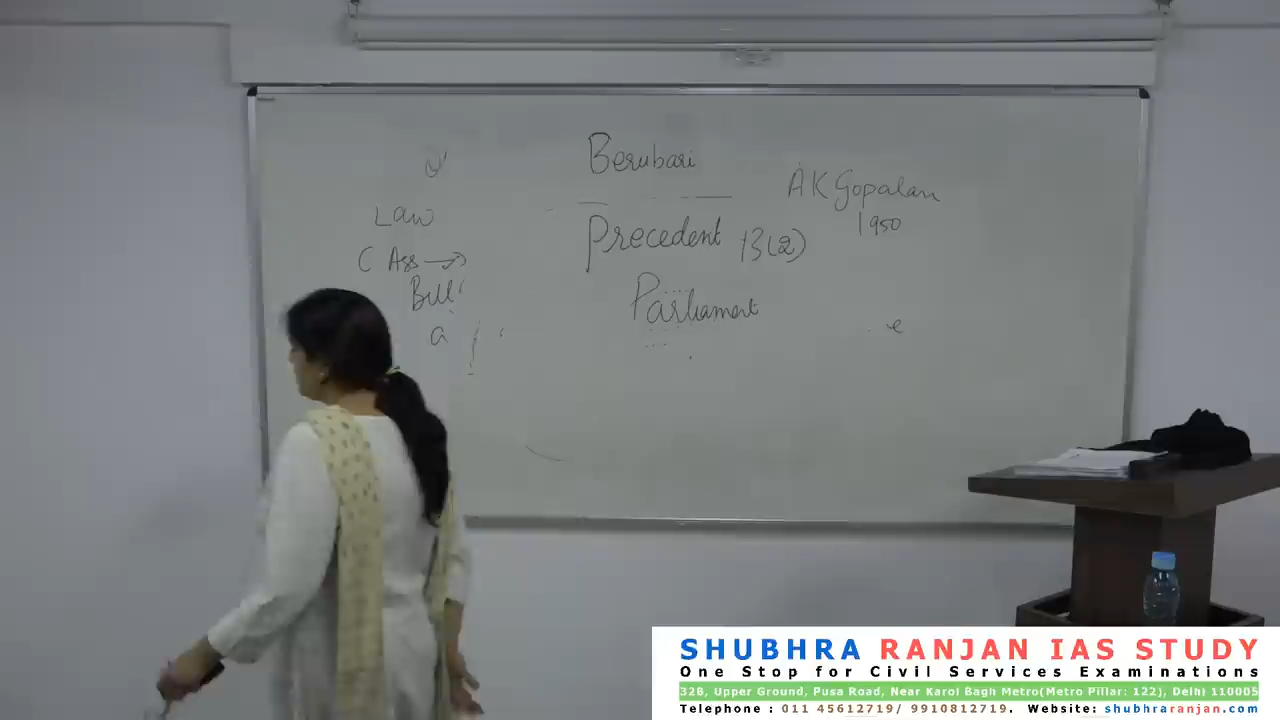 Berubari
AK Gopalan
1950
Law
Precedent 13(2)
C Ass →
Bill
Parliament
a
e
SHUBHRA RANJAN IAS STUDY
One Stop for Civil Services Examinations
32B, Upper Ground, Pusa Road, Near Karol Bagh Metro(Metro Pillar: 122), Delhi 110005
Telephone : 011 45612719/ 9910812719. Website: shubhraranjan.com